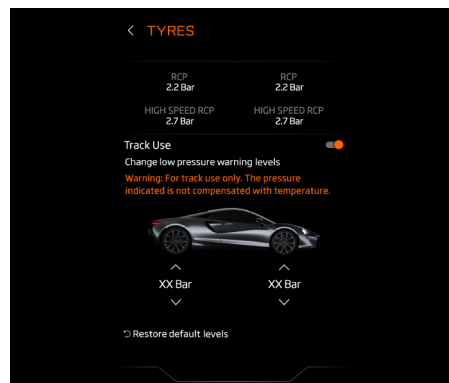 TYRES
RCP RCP
2.2 Bar 2.2 Bar
HIGH SPEED RCP HIGH SPEED RCP
2.7 Bar 2.7 Bar
Track Use
Change low pressure warning levels
Warning: For track use only. The pressure
indicated is not compensated with temperature.
XX Bar XX Bar
Restore default levels